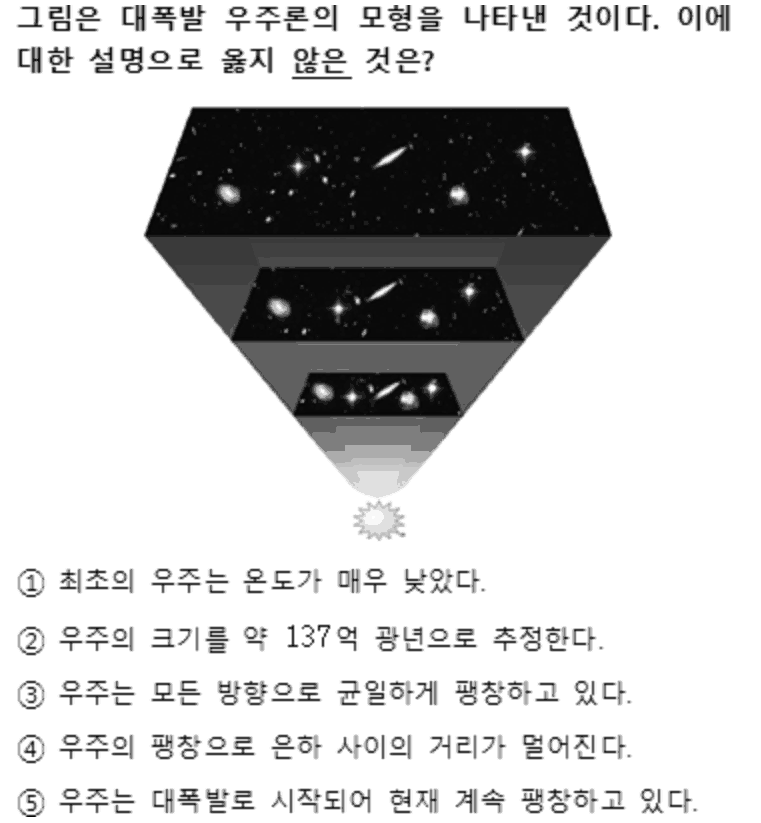 그림은 대폭발 우주론의 모형을 나타낸 것이다. 이에
대한 설명으로 옳지 않은 것은?
① 최초의 우주는 온도가 매우 낮았다.
② 우주의 크기를 약 137억 광년으로 추정한다.
③ 우주는 모든 방향으로 균일하게 팽창하고 있다.
④ 우주의 팽창으로 은하 사이의 거리가 멀어진다.
⑤ 우주는 대폭발로 시작되어 현재 계속 팽창하고 있다.